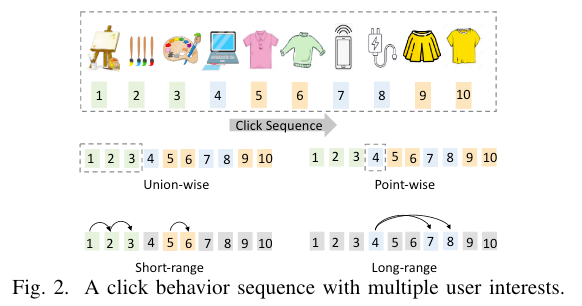 1 2 3 4 5 6 7 8 9 10
Click Sequence
1 2 3 4 5 6 7 8 9 10
Union-wise
1 2 3 4 5 6 7 8 9 10
Point-wise
1 2 3 4 5 6 7 8 9 10
Short-range
1 2 3 4 5 6 7 8 9 10
Long-range
Fig. 2. A click behavior sequence with multiple user interests.